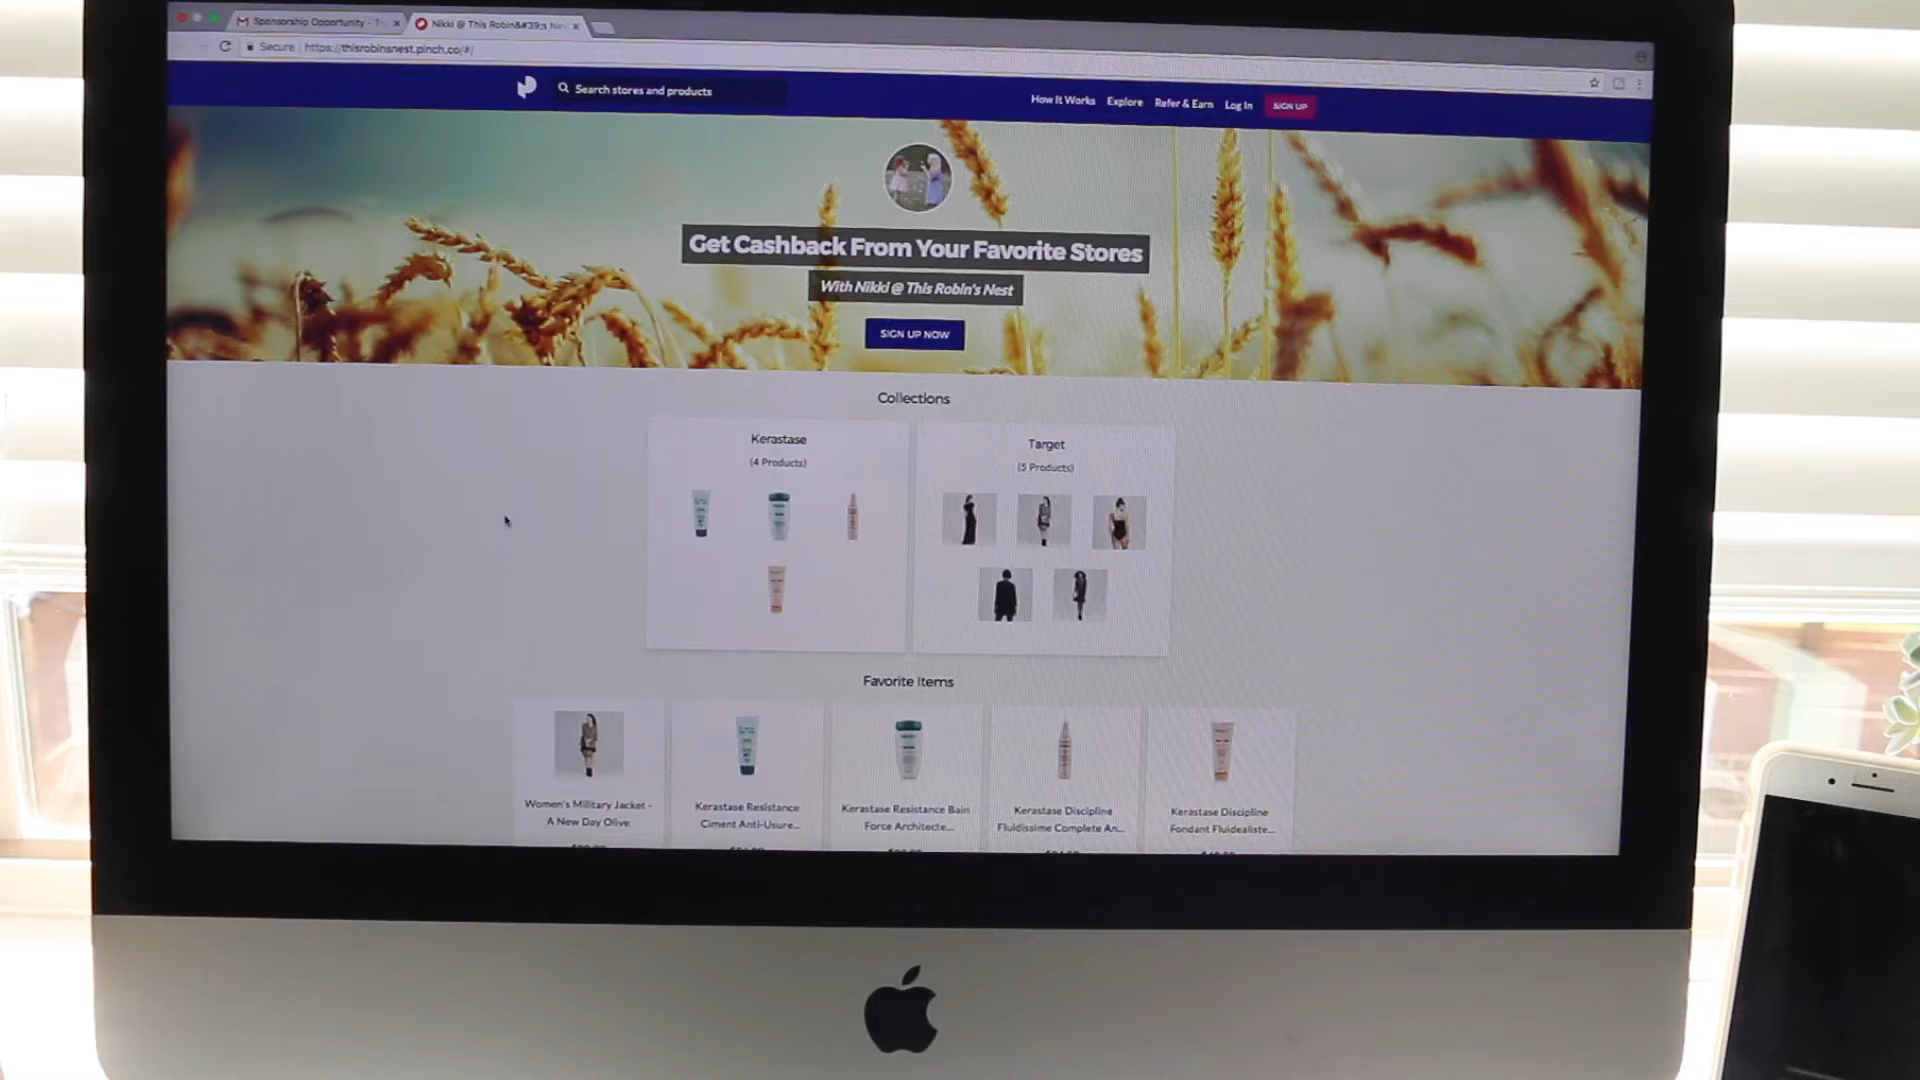 Sponsorship Opportunity - 
Nikki @ This Robin&#39;s Nes
Secure
https://thisrobinsnest.pinch.co/#/
Search stores and products
How It Works
Explore
Refer & Earn
Log In
SIGN UP
Get Cashback From Your Favorite Stores
With Nikki @ This Robin's Nest
SIGN UP NOW
Collections
Kerastase
(4 Products)
Target
(5 Products)
Favorite Items
Women's Military Jacket -
A New Day Olive
Kerastase Resistance
Ciment Anti-Usure...
Kerastase Resistance Bain
Force Architecte...
Kerastase Discipline
Fluidissime Complete An...
Kerastase Discipline
Fondant Fluidealiste...